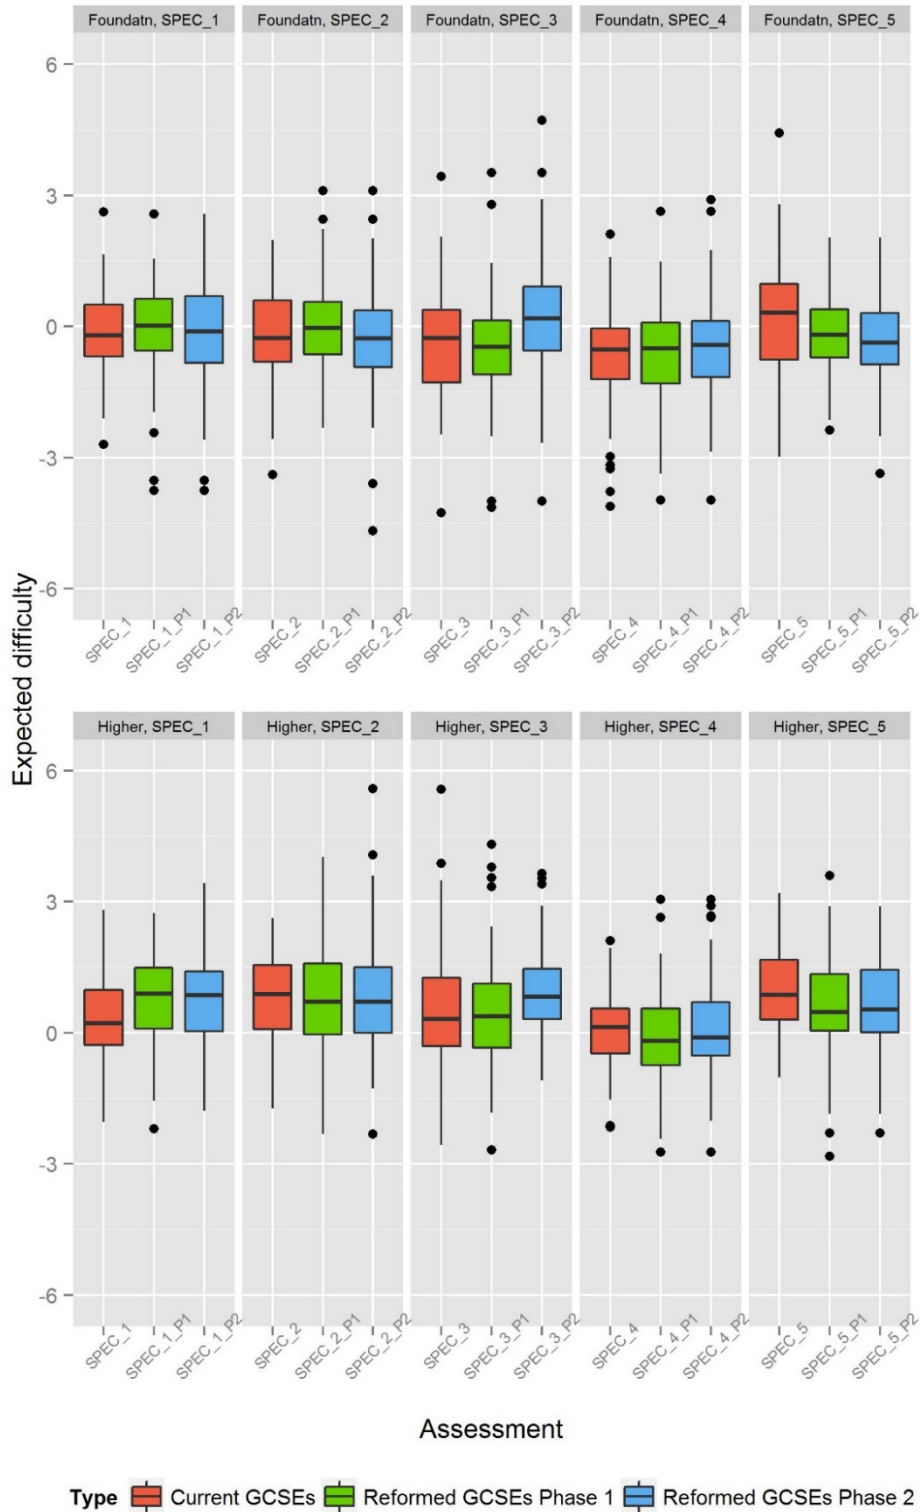 Foundatn, SPEC_1 Foundatn, SPEC_2 Foundatn, SPEC_3 Foundatn, SPEC_4 Foundatn, SPEC_5
6
3
0
-3
-6
SPEC_1 SPEC_1_P1 SPEC_1_P2 SPEC_2 SPEC_2_P1 SPEC_2_P2 SPEC_3 SPEC_3_P1 SPEC_3_P2 SPEC_4 SPEC_4_P1 SPEC_4_P2 SPEC_5 SPEC_5_P1 SPEC_5_P2
Expected difficulty
Higher, SPEC_1 Higher, SPEC_2 Higher, SPEC_3 Higher, SPEC_4 Higher, SPEC_5
6
3
0
-3
-6
SPEC_1 SPEC_1_P1 SPEC_1_P2 SPEC_2 SPEC_2_P1 SPEC_2_P2 SPEC_3 SPEC_3_P1 SPEC_3_P2 SPEC_4 SPEC_4_P1 SPEC_4_P2 SPEC_5 SPEC_5_P1 SPEC_5_P2
Assessment
Type Current GCSEs Reformed GCSEs Phase 1 Reformed GCSEs Phase 2